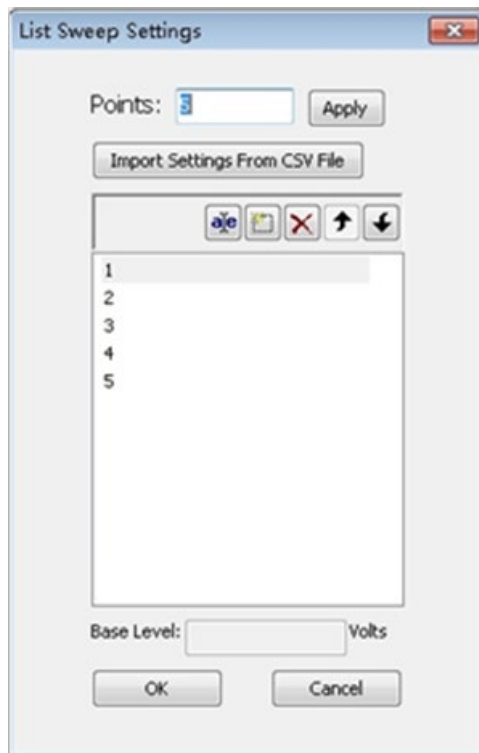 List Sweep Settings
Points: 5 Apply
Import Settings From CSV File
1
2
3
4
5
Base Level: Volts
OK Cancel